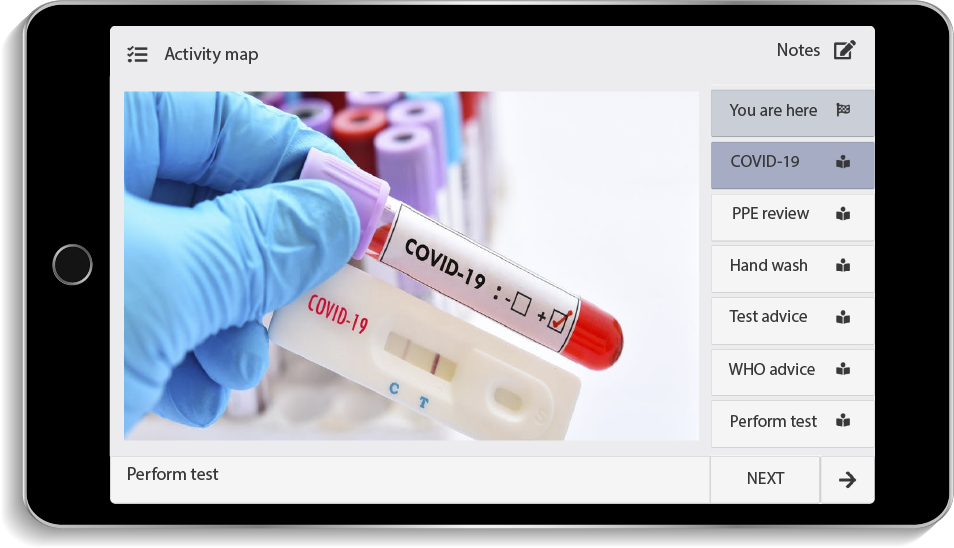 Activity map
Notes
You are here
COVID-19
PPE review
Hand wash
Test advice
WHO advice
Perform test
COVID-19 : - +
COVID-19
C T
Perform test
NEXT